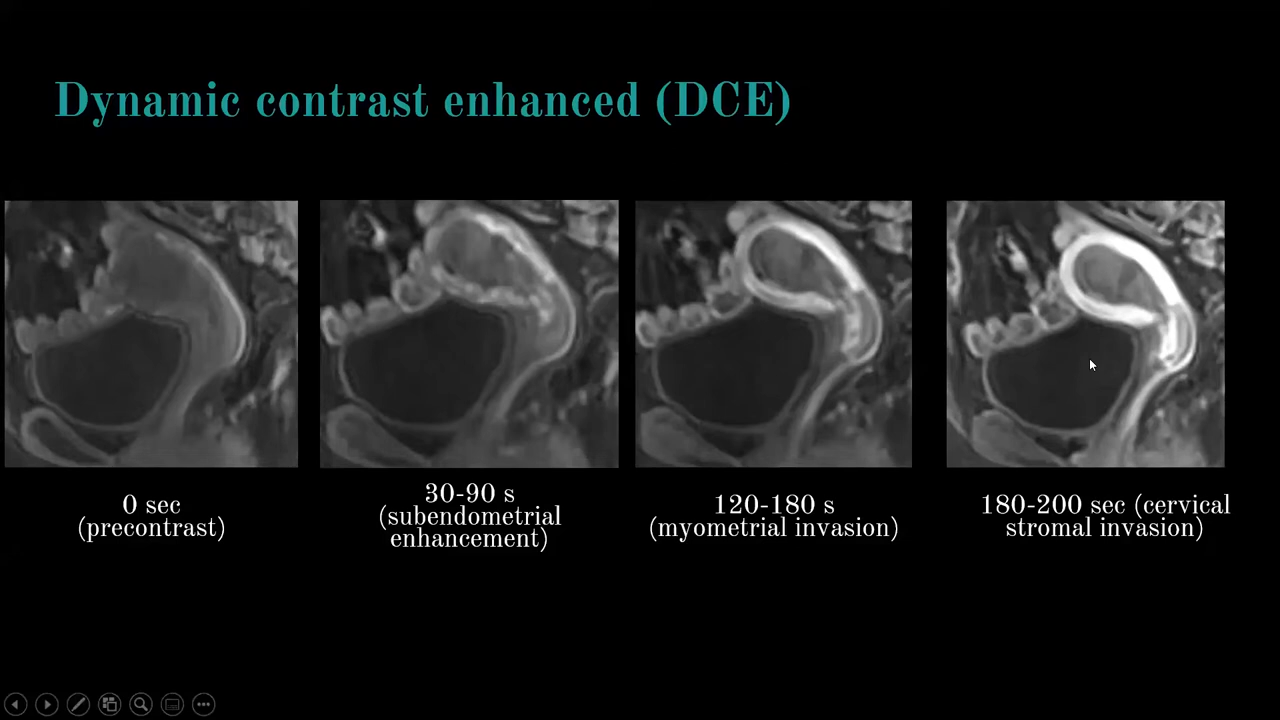 Dynamic contrast enhanced (DCE)
0 sec
(precontrast)
30-90 s
(subendometrial
enhancement)
120-180 s
(myometrial invasion)
180-200 sec (cervical
stromal invasion)